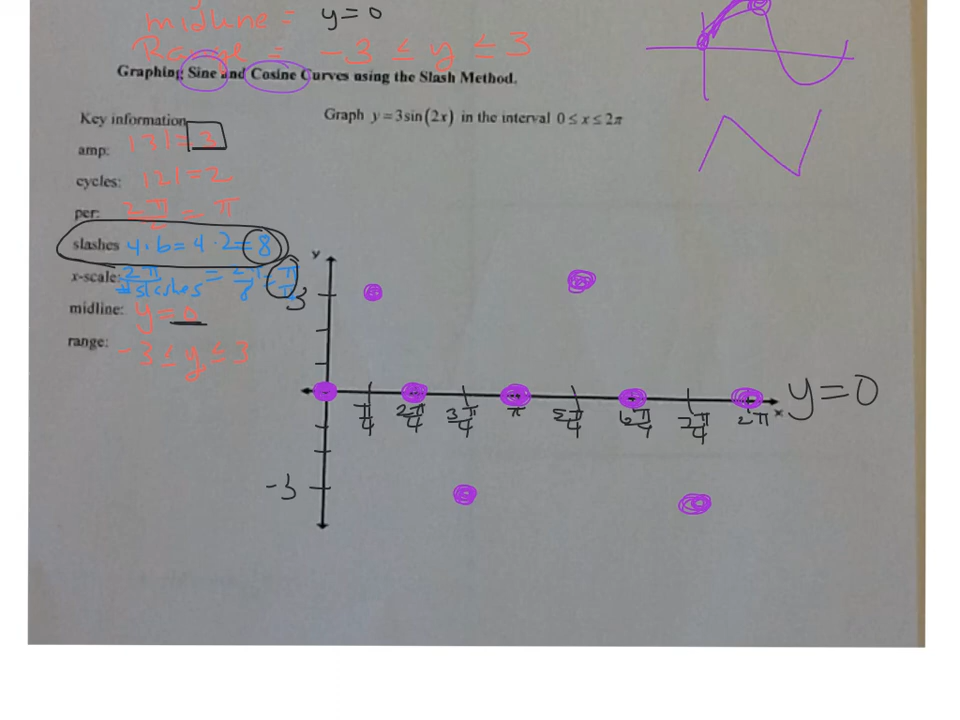 midline = y=0
Range = -3 ≤ y ≤ 3
Graphing Sine and Cosine Curves using the Slash Method.
Key information
Graph y = 3 sin(2x) in the interval 0 ≤ x ≤ 2π
amp: |3| = 3
cycles: |2| = 2
per: 2π/2 = π
slashes 4·b = 4·2 = 8
x-scale: 2π/#slashes = 2π/8 = π/4
midline: y = 0
range: -3 ≤ y ≤ 3
y
3
y=0
x
π/4 2π/4 3π/4 π 5π/4 6π/4 7π/4 2π
-3